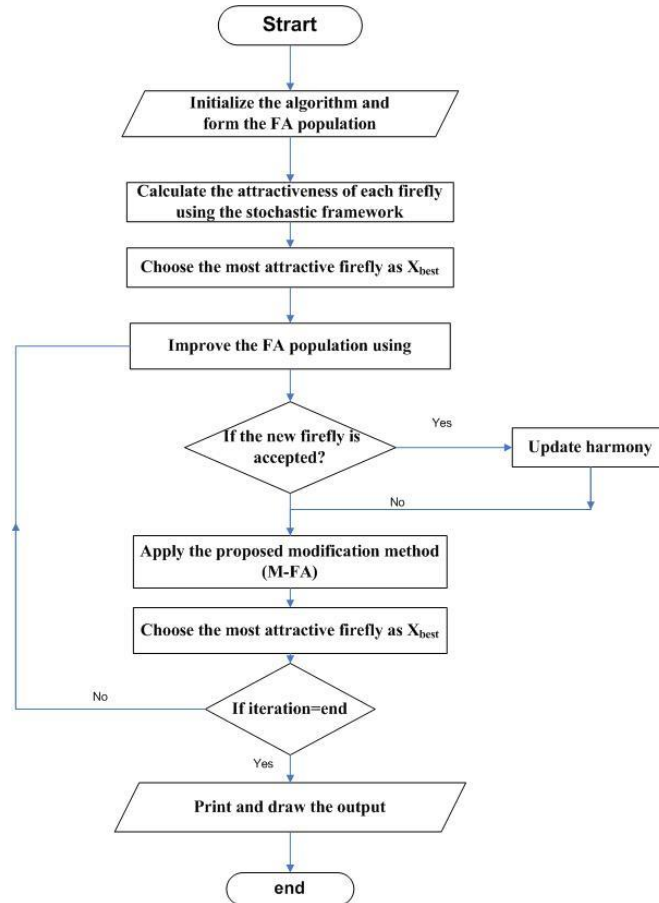 Strart
Initialize the algorithm and
form the FA population
Calculate the attractiveness of each firefly
using the stochastic framework
Choose the most attractive firefly as Xbest
Improve the FA population using
If the new firefly is
accepted?
Yes
Update harmony
No
Apply the proposed modification method
(M-FA)
Choose the most attractive firefly as Xbest
No
If iteration=end
Yes
Print and draw the output
end